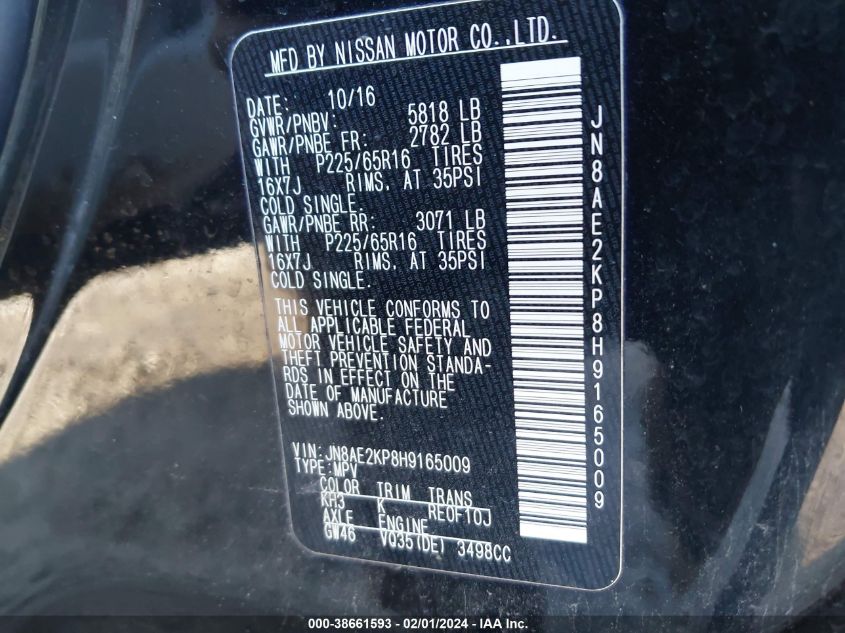 MFD BY NISSAN MOTOR CO.,LTD.
DATE: 10/16
GVWR/PNBV: 5818 LB
GAWR/PNBE FR: 2782 LB
WITH P225/65R16 TIRES
16X7J RIMS. AT 35PSI
COLD SINGLE.
GAWR/PNBE RR: 3071 LB
WITH P225/65R16 TIRES
16X7J RIMS. AT 35PSI
COLD SINGLE.
THIS VEHICLE CONFORMS TO
ALL APPLICABLE FEDERAL
MOTOR VEHICLE SAFETY AND
THEFT PREVENTION STANDA-
RDS IN EFFECT ON THE
DATE OF MANUFACTURE
SHOWN ABOVE.
VIN:JN8AE2KP8H9165009
TYPE:MPV
COLOR TRIM TRANS
KH3 K RE0F10J
AXLE ENGINE
GW46 VQ35(DE) 3498CC
JN8AE2KP8H9165009
000-38661593 - 02/01/2024 - IAA Inc.